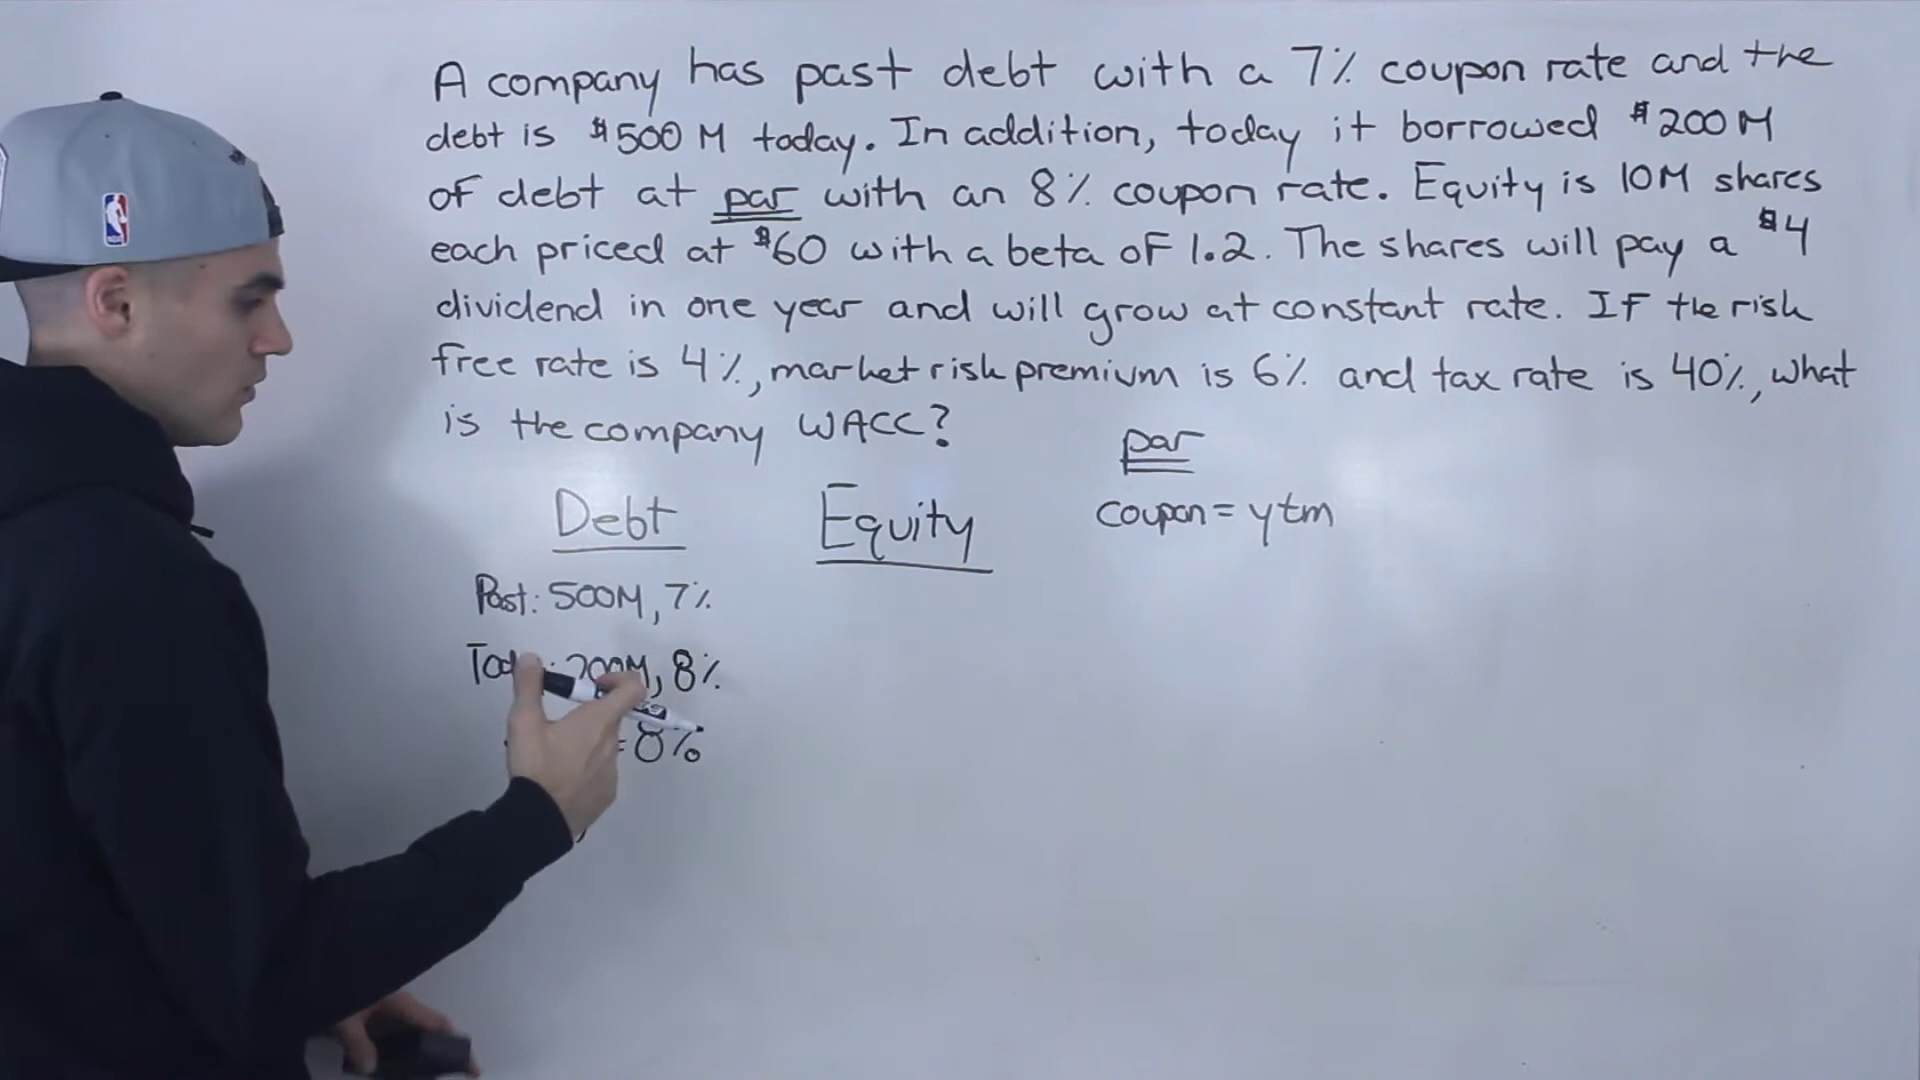 A company has past debt with a 7% coupon rate and the
debt is $500M today. In addition, today it borrowed $200M
of debt at par with an 8% coupon rate. Equity is 10M shares
each priced at $60 with a beta of 1.2. The shares will pay a $4
dividend in one year and will grow at constant rate. If the risk
free rate is 4%, market risk premium is 6% and tax rate is 40%, what
is the company WACC?
par
coupon = ytm
Debt
Past: 500M, 7%
200M, 8%
= 8%
Equity